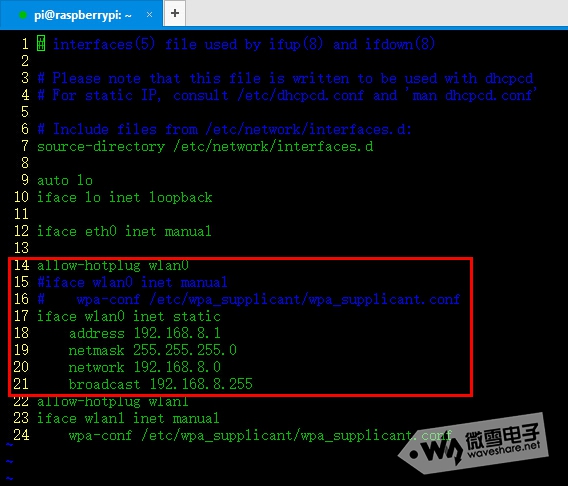 pi@raspberrypi: ~ × +
1 # interfaces(5) file used by ifup(8) and ifdown(8)
2
3 # Please note that this file is written to be used with dhcpcd
4 # For static IP, consult /etc/dhcpcd.conf and 'man dhcpcd.conf'
5
6 # Include files from /etc/network/interfaces.d:
7 source-directory /etc/network/interfaces.d
8
9 auto lo
10 iface lo inet loopback
11
12 iface eth0 inet manual
13
14 allow-hotplug wlan0
15 #iface wlan0 inet manual
16 #    wpa-conf /etc/wpa_supplicant/wpa_supplicant.conf
17 iface wlan0 inet static
18     address 192.168.8.1
19     netmask 255.255.255.0
20     network 192.168.8.0
21     broadcast 192.168.8.255
22 allow-hotplug wlan1
23 iface wlan1 inet manual
24     wpa-conf /etc/wpa_supplicant/wpa_supplicant.conf
~
~
~
微雪电子
waveshare.net